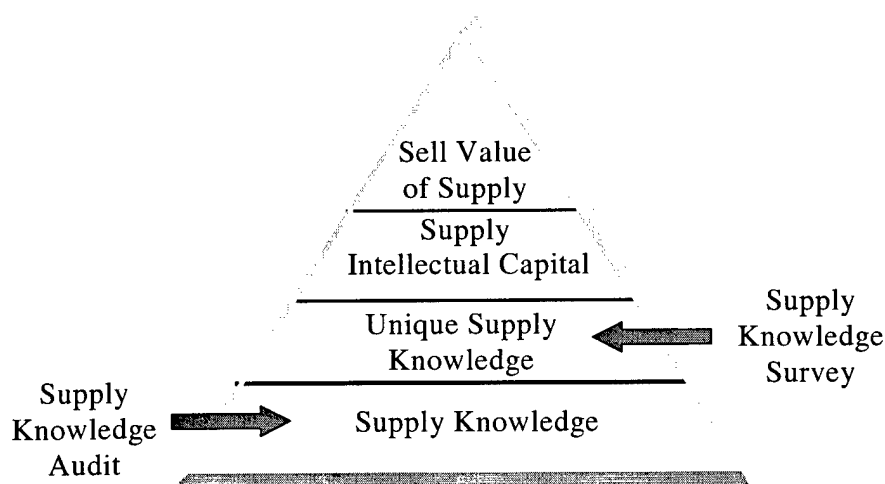 Sell Value
of Supply
Supply
Intellectual Capital
Unique Supply
Knowledge
Supply
Knowledge
Survey
Supply
Knowledge
Audit
Supply Knowledge